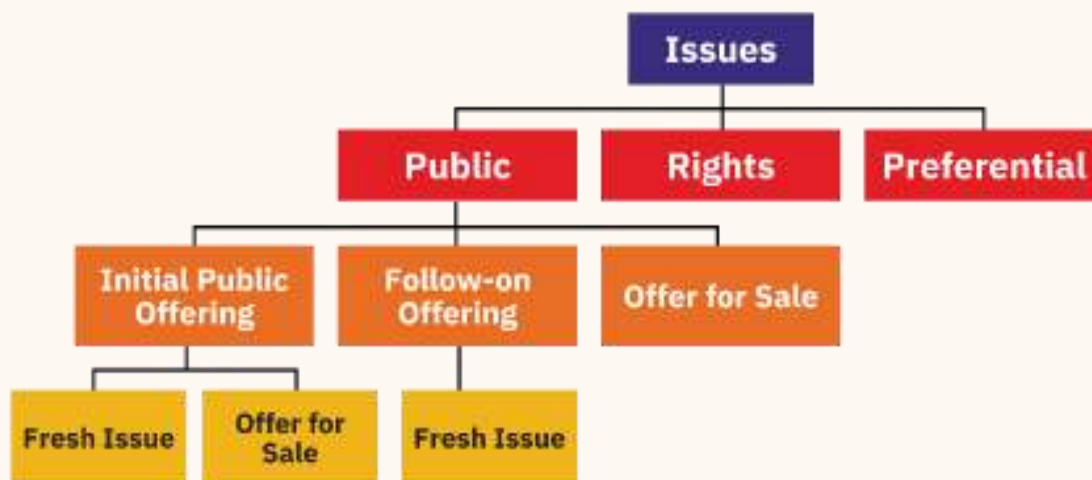 Issues
Public
Rights
Preferential
Initial Public
Offering
Follow-on
Offering
Offer for Sale
Fresh Issue
Offer for
Sale
Fresh Issue